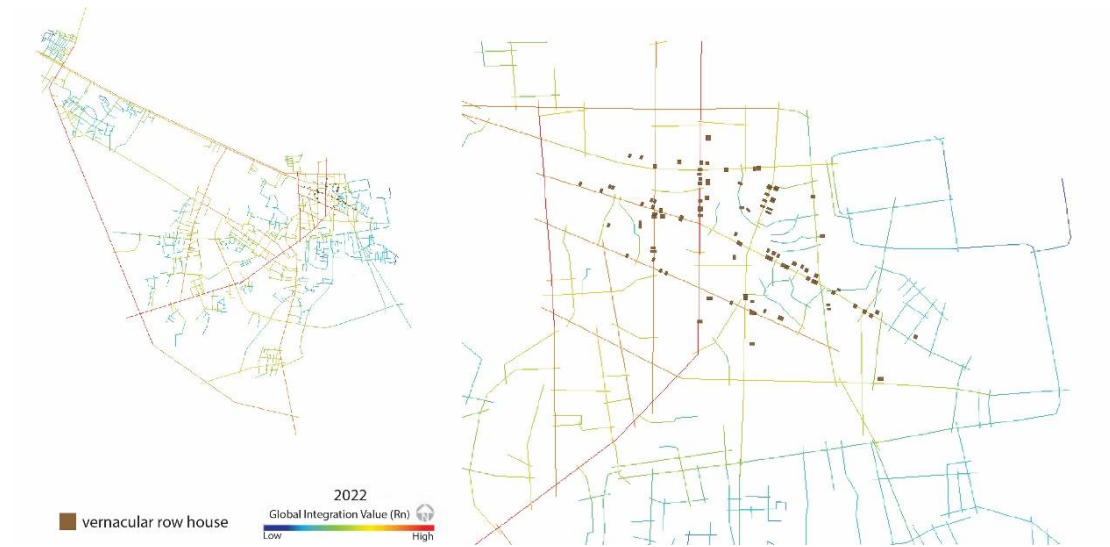 2022
Global Integration Value (Rn)
N
Low High
vernacular row house